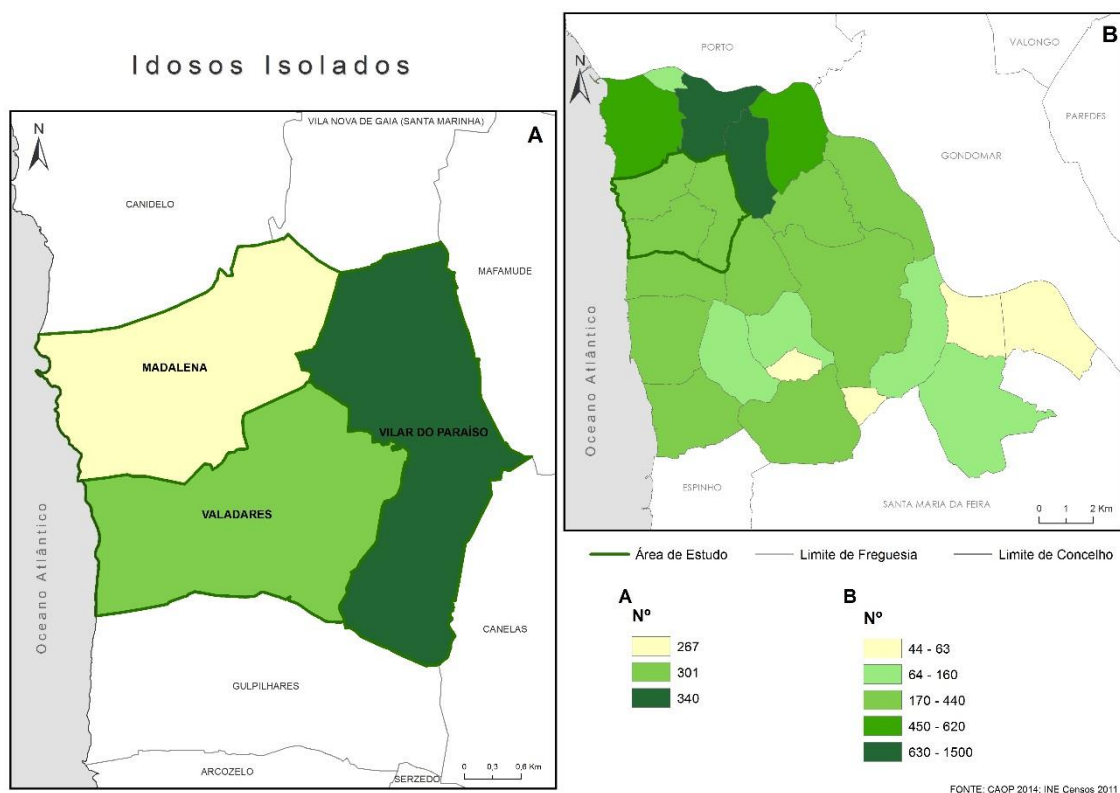 Idosos Isolados
A
N
VILA NOVA DE GAIA (SANTA MARINHA)
CANIDELO
MAFAMUDE
MADALENA
VILAR DO PARAÍSO
VALADARES
Oceano Atlântico
CANELAS
GULPILHARES
ARCOZELO
SERZEDO
0 0,3 0,6 Km
B
N
PORTO
VALONGO
PAREDES
GONDOMAR
Oceano Atlântico
ESPINHO
SANTA MARIA DA FEIRA
0 1 2 Km
Área de Estudo
Limite de Freguesia
Limite de Concelho
A
Nº
267
301
340
B
Nº
44 - 63
64 - 160
170 - 440
450 - 620
630 - 1500
FONTE: CAOP 2014; INE Censos 2011